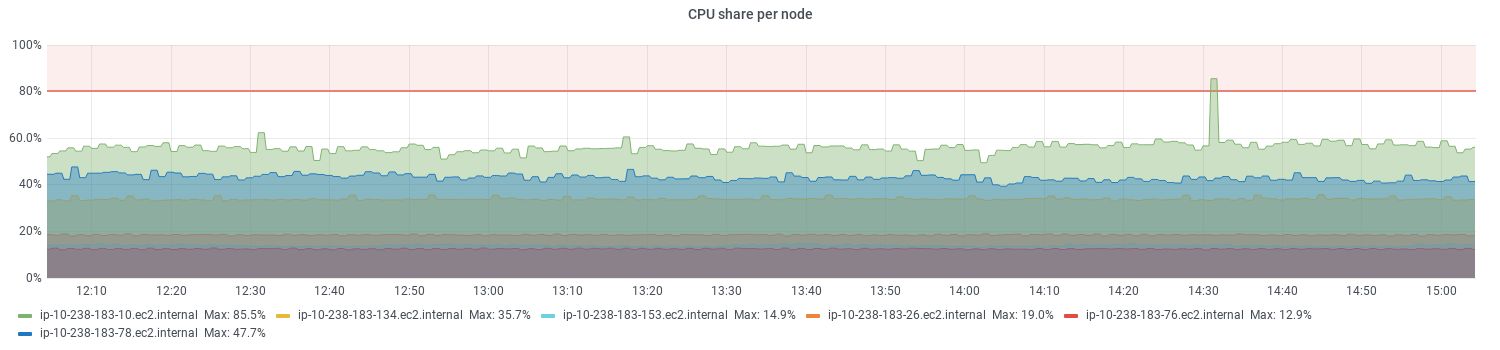 CPU share per node
100%
80%
60.0%
40%
20%
0%
12:10 12:20 12:30 12:40 12:50 13:00 13:10 13:20 13:30 13:40 13:50 14:00 14:10 14:20 14:30 14:40 14:50 15:00
ip-10-238-183-10.ec2.internal Max: 85.5% ip-10-238-183-134.ec2.internal Max: 35.7% ip-10-238-183-153.ec2.internal Max: 14.9% ip-10-238-183-26.ec2.internal Max: 19.0% ip-10-238-183-76.ec2.internal Max: 12.9%
ip-10-238-183-78.ec2.internal Max: 47.7%